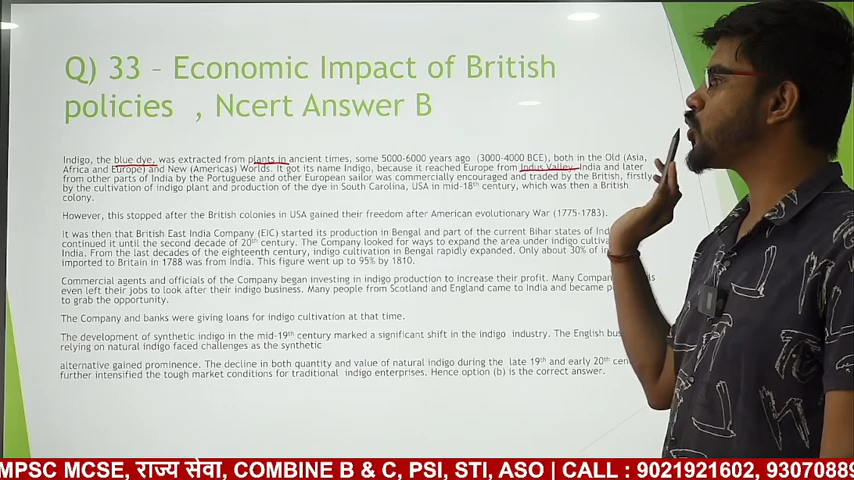 Q) 33 – Economic Impact of British
policies , Ncert Answer B
Indigo, the blue dye, was extracted from plants in ancient times, some 5000-6000 years ago (3000-4000 BCE), both in the Old (Asia,
Africa and Europe) and New (Americas) Worlds. It got its name Indigo, because it reached Europe from Indus Valley, India and later
from other parts of India by the Portuguese and other European sailor was commercially encouraged and traded by the British, firstly
by the cultivation of indigo plant and production of the dye in South Carolina, USA in mid-18th century, which was then a British
colony.
However, this stopped after the British colonies in USA gained their freedom after American evolutionary War (1775-1783).
It was then that British East India Company (EIC) started its production in Bengal and part of the current Bihar states of
continued it until the second decade of 20th century. The Company looked for ways to expand the area under indigo
India. From the last decades of the eighteenth century, indigo cultivation in Bengal rapidly expanded. Only about 30% of
imported to Britain in 1788 was from India. This figure went up to 95% by 1810.
Commercial agents and officials of the Company began investing in indigo production to increase their profit. Many
even left their jobs to look after their indigo business. Many people from Scotland and England came to India and became
to grab the opportunity.
The Company and banks were giving loans for indigo cultivation at that time.
The development of synthetic indigo in the mid-19th century marked a significant shift in the indigo industry. The English
relying on natural indigo faced challenges as the synthetic
alternative gained prominence. The decline in both quantity and value of natural indigo during the late 19th and early 20th
further intensified the tough market conditions for traditional indigo enterprises. Hence option (b) is the correct answer.
MPSC MCSE, राज्य सेवा, COMBINE B & C, PSI, STI, ASO | CALL : 9021921602, 93070889